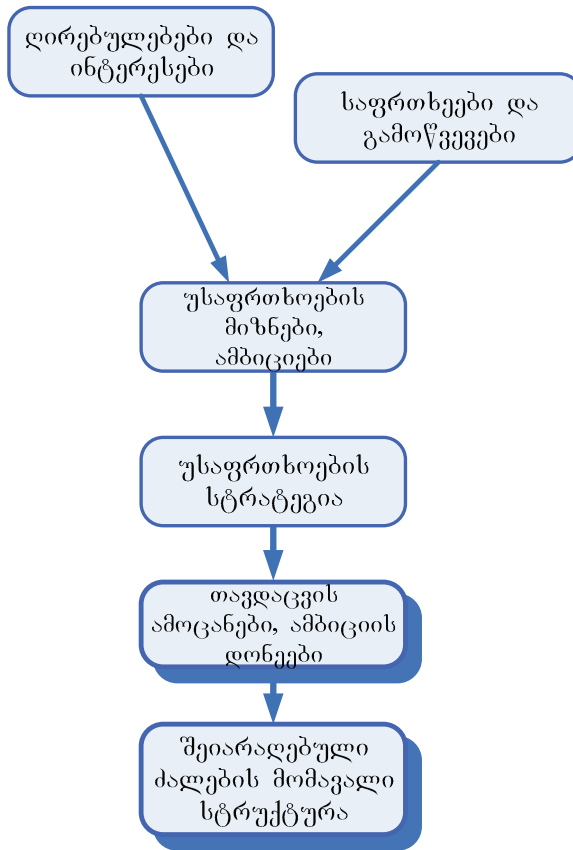 ღირებულებები და
ინტერესები
საფრთხეები და
გამოწვევები
უსაფრთხოების
მიზნები,
ამბიციები
უსაფრთხოების
სტრატეგია
თავდაცვის
ამოცანები, ამბიციის
დონეები
შეიარაღებული
ძალების მომავალი
სტრუქტურა